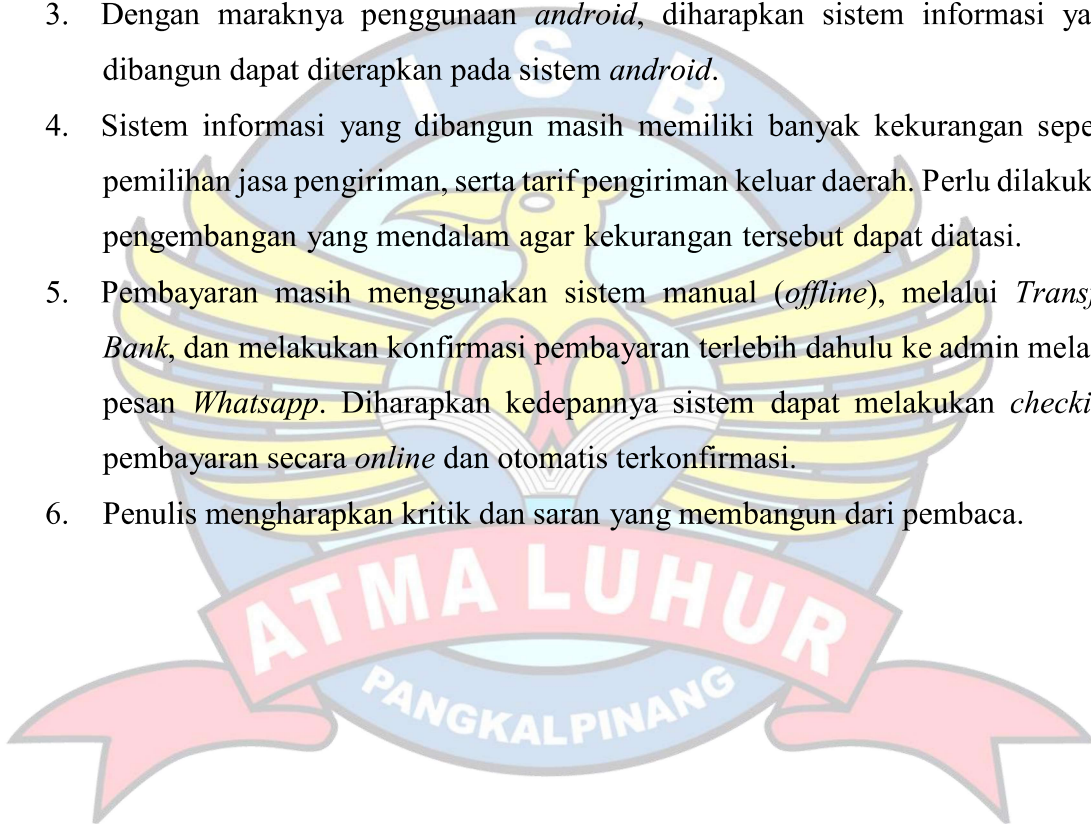 3. Dengan maraknya penggunaan android, diharapkan sistem informasi ya
dibangun dapat diterapkan pada sistem android.
4. Sistem informasi yang dibangun masih memiliki banyak kekurangan sepe
pemilihan jasa pengiriman, serta tarif pengiriman keluar daerah. Perlu dilakuk
pengembangan yang mendalam agar kekurangan tersebut dapat diatasi.
5. Pembayaran masih menggunakan sistem manual (offline), melalui Transf
Bank, dan melakukan konfirmasi pembayaran terlebih dahulu ke admin mela
pesan Whatsapp. Diharapkan kedepannya sistem dapat melakukan checki
pembayaran secara online dan otomatis terkonfirmasi.
6. Penulis mengharapkan kritik dan saran yang membangun dari pembaca.
I S B
ATMA LUHUR
PANGKALPINANG